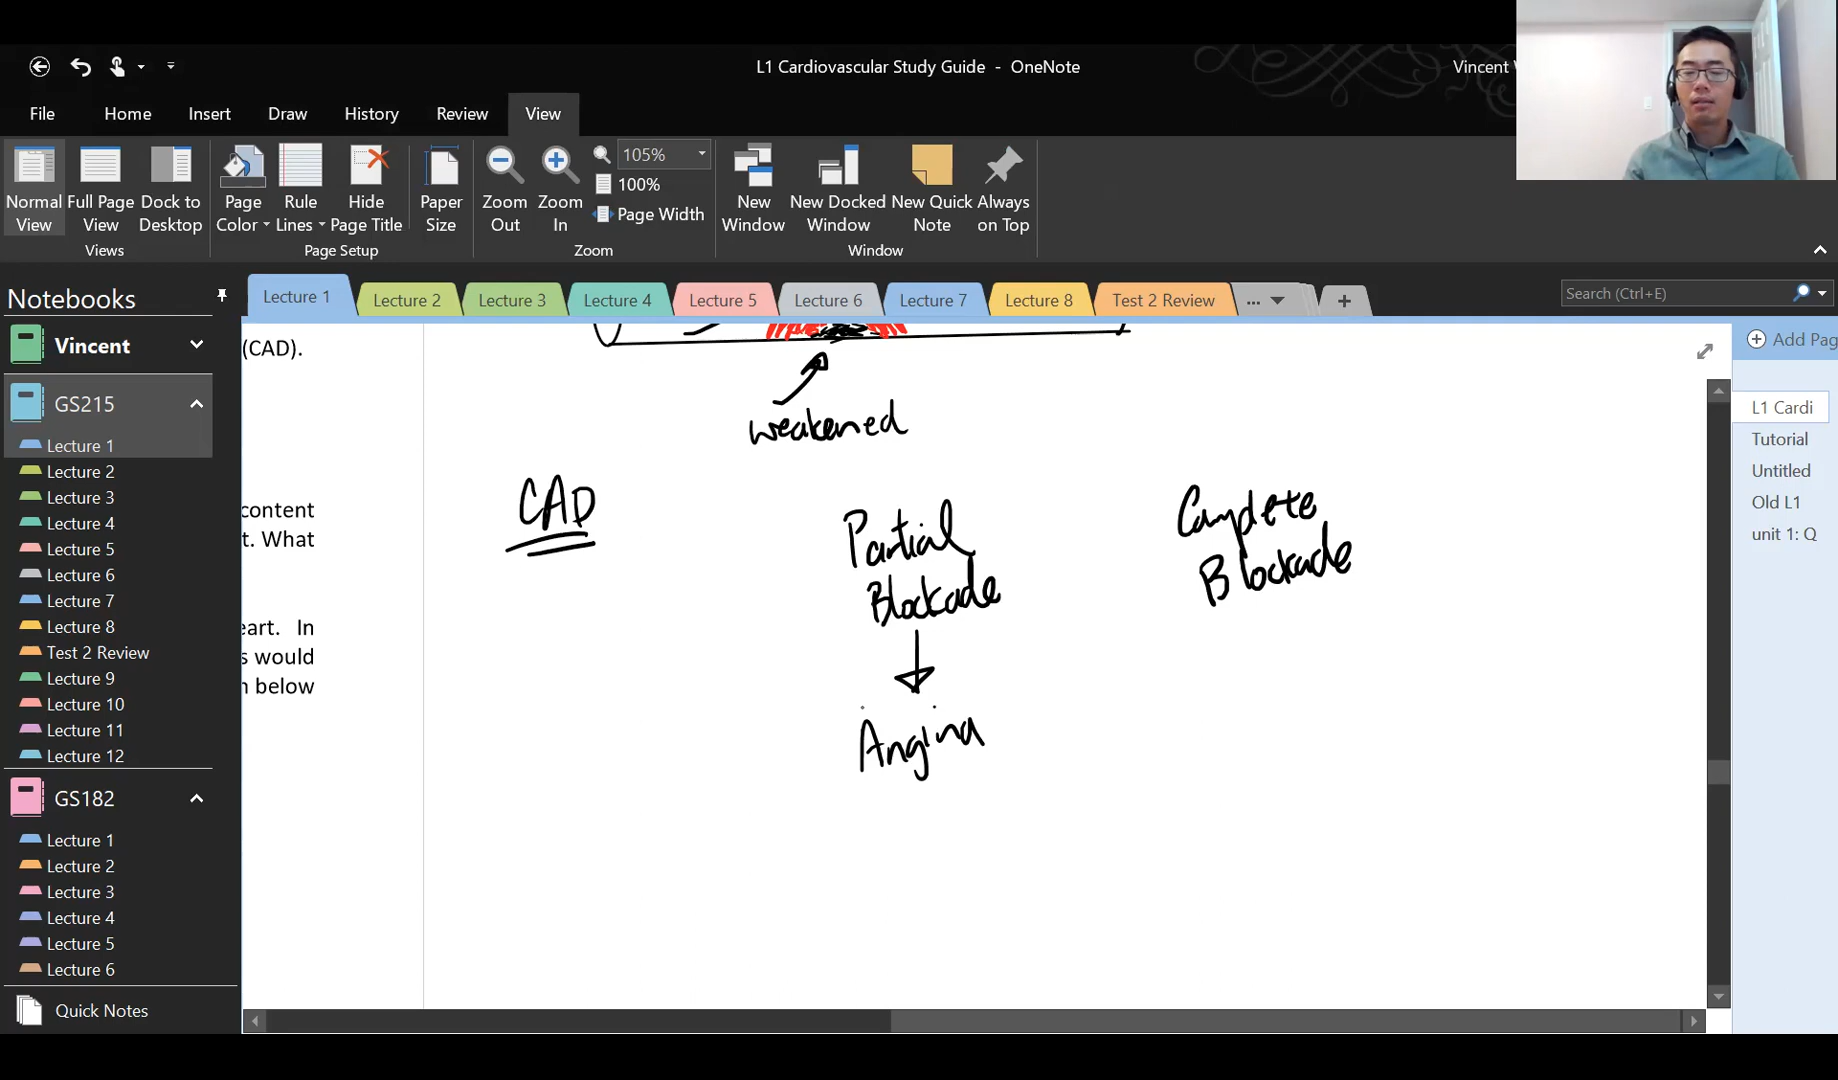 L1 Cardiovascular Study Guide - OneNote
Vincent
File Home Insert Draw History Review View
Normal View
Full Page View
Dock to Desktop
Views
Page Color
Rule Lines
Hide Page Title
Page Setup
Paper Size
Zoom Out
Zoom In
105%
100%
Page Width
Zoom
New Window
New Docked Window
New Quick Note
Always on Top
Window
Notebooks
Lecture 1 Lecture 2 Lecture 3 Lecture 4 Lecture 5 Lecture 6 Lecture 7 Lecture 8 Test 2 Review ... +
Search (Ctrl+E)
Vincent
GS215
Lecture 1
Lecture 2
Lecture 3
Lecture 4
Lecture 5
Lecture 6
Lecture 7
Lecture 8
Test 2 Review
Lecture 9
Lecture 10
Lecture 11
Lecture 12
GS182
Lecture 1
Lecture 2
Lecture 3
Lecture 4
Lecture 5
Lecture 6
Quick Notes
(CAD).
content
t. What
eart. In
s would
n below
weakened
CAD
Partial
Blockade
Angina
Complete
Blockade
Add Pag
L1 Cardi
Tutorial
Untitled
Old L1
unit 1: Q